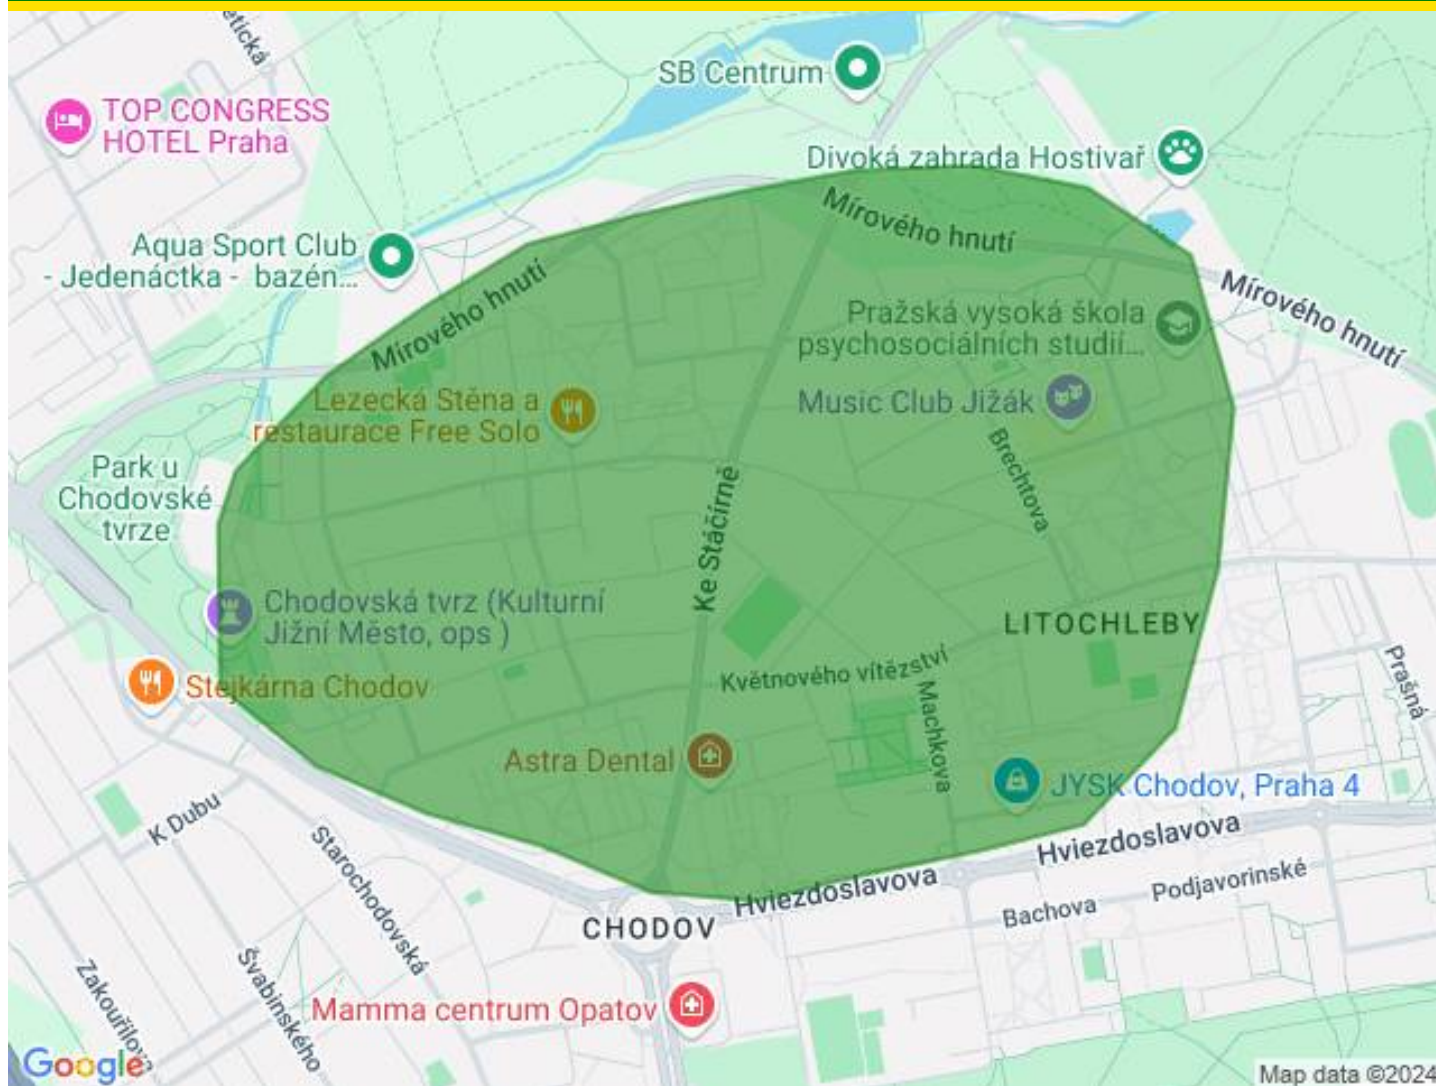 etická
SB Centrum
TOP CONGRESS
HOTEL Praha
Divoká zahrada Hostivař
Mírového hnutí
Aqua Sport Club
- Jedenáctka - bazén...
Mírového hnutí
Mírového hnutí
Pražská vysoká škola
psychosociálních studií...
Lezecká Stěna a
restaurace Free Solo
Music Club Jižák
Brechtova
Park u
Chodovské
tvrze
Ke Stáčírně
Chodovská tvrz (Kulturní
Jižní Město, ops )
LITOCHLEBY
Květnového vítězství
Stejkárna Chodov
Machkova
Prašná
Astra Dental
JYSK Chodov, Praha 4
K Dubu
Starochodovská
Hviezdoslavova
Hviezdoslavova
Podjavorinské
Bachova
CHODOV
Švabinského
Zakouřilova
Mamma centrum Opatov
Google
Map data ©2024